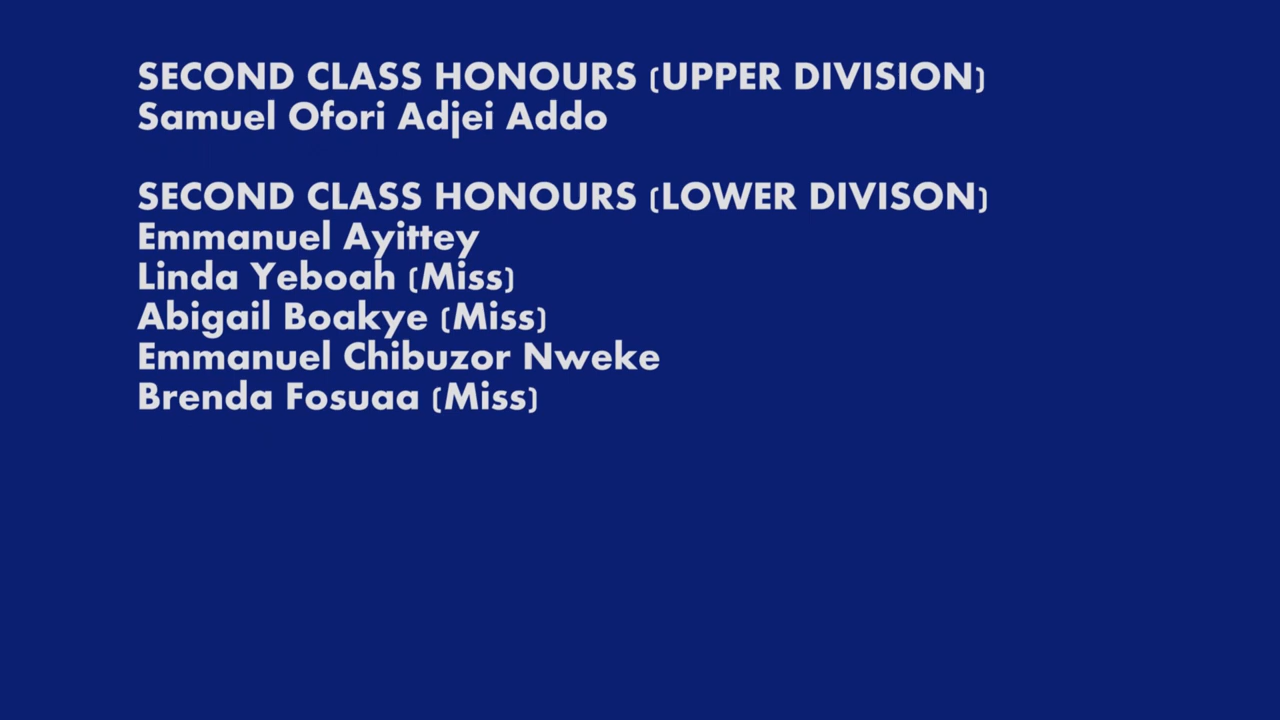 SECOND CLASS HONOURS (UPPER DIVISION)
Samuel Ofori Adjei Addo
SECOND CLASS HONOURS (LOWER DIVISON)
Emmanuel Ayittey
Linda Yeboah (Miss)
Abigail Boakye (Miss)
Emmanuel Chibuzor Nweke
Brenda Fosuaa (Miss)